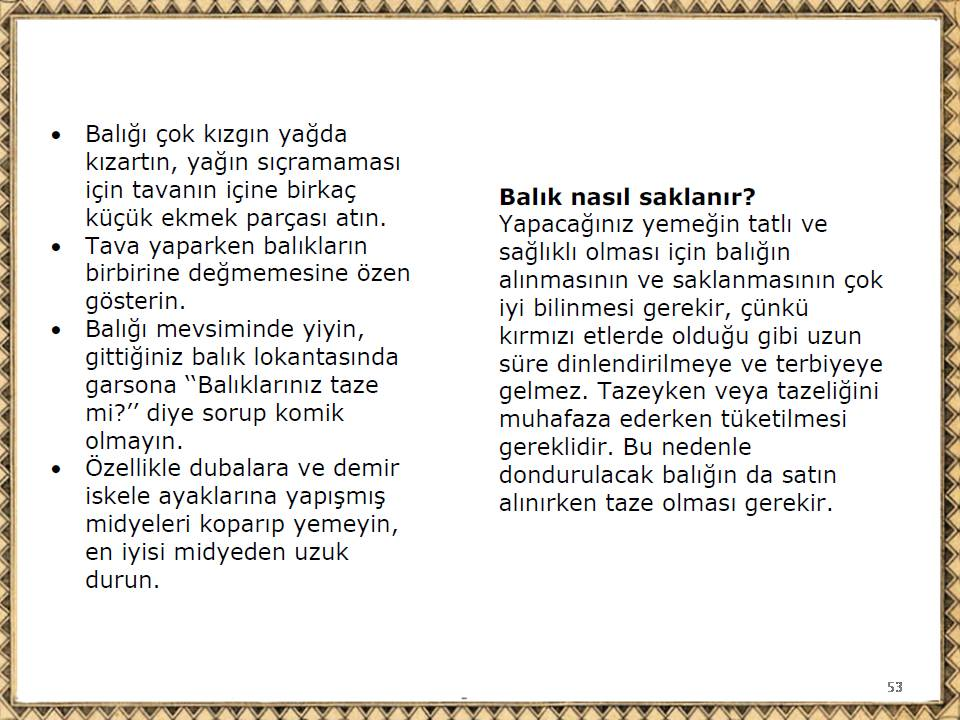 • Balığı çok kızgın yağda
kızartın, yağın sıçramaması
için tavanın içine birkaç
küçük ekmek parçası atın.
• Tava yaparken balıkların
birbirine değmemesine özen
gösterin.
• Balığı mevsiminde yiyin,
gittiğiniz balık lokantasında
garsona ‘‘Balıklarınız taze
mi?’’ diye sorup komik
olmayın.
• Özellikle dubalara ve demir
iskele ayaklarına yapışmış
midyeleri koparıp yemeyin,
en iyisi midyeden uzuk
durun.
Balık nasıl saklanır?
Yapacağınız yemeğin tatlı ve
sağlıklı olması için balığın
alınmasının ve saklanmasının çok
iyi bilinmesi gerekir, çünkü
kırmızı etlerde olduğu gibi uzun
süre dinlendirilmeye ve terbiyeye
gelmez. Tazeyken veya tazeliğini
muhafaza ederken tüketilmesi
gereklidir. Bu nedenle
dondurulacak balığın da satın
alınırken taze olması gerekir.
53
-